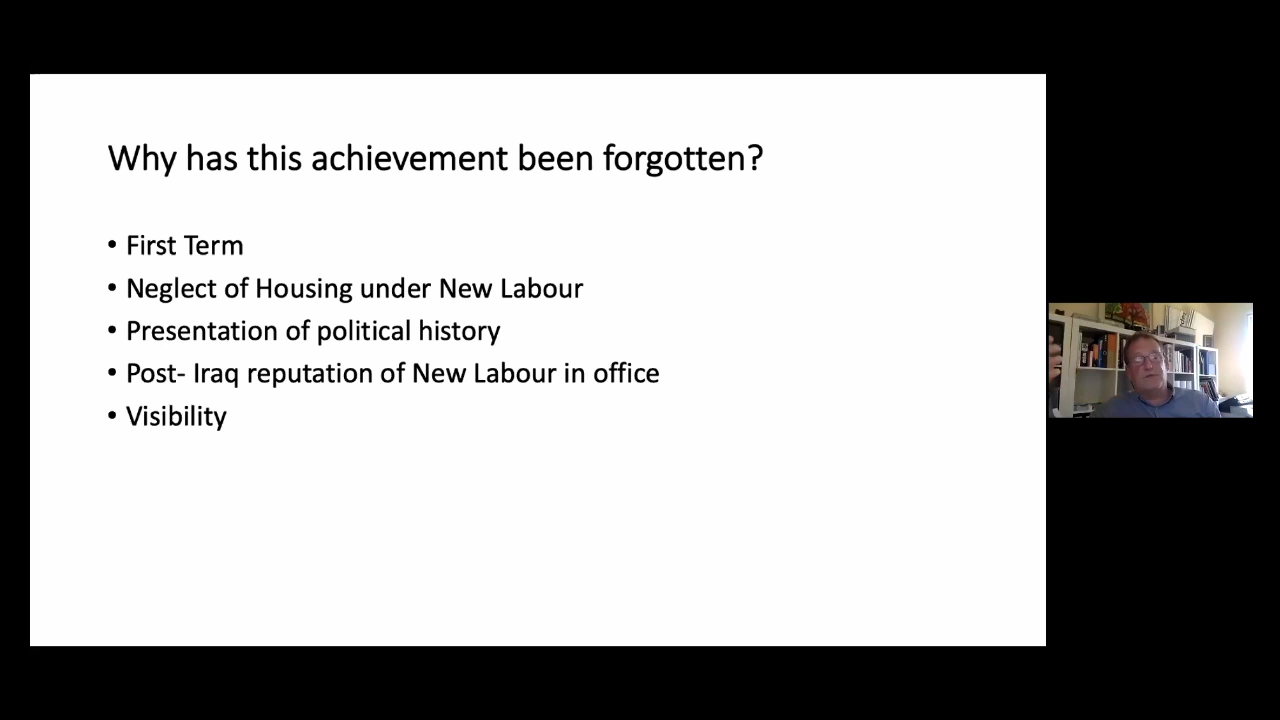 Why has this achievement been forgotten?
• First Term
• Neglect of Housing under New Labour
• Presentation of political history
• Post- Iraq reputation of New Labour in office
• Visibility